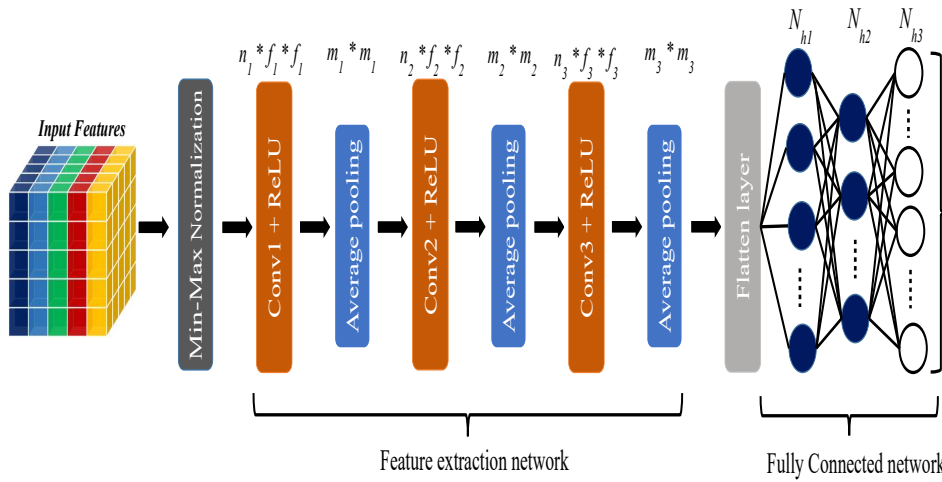 n1 * f1 * f1
m1 * m1
n2 * f2 * f2
m2 * m2
n3 * f3 * f3
m3 * m3
Nh1
Nh2
Nh3
Input Features
Min-Max Normalization
Conv1 + ReLU
Average pooling
Conv2 + ReLU
Average pooling
Conv3 + ReLU
Average pooling
Flatten layer
Feature extraction network
Fully Connected network